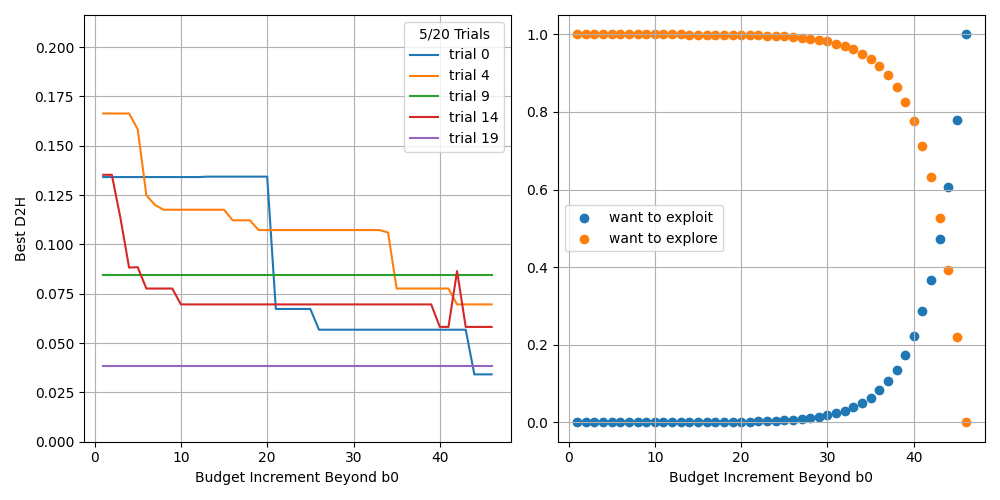 5/20 Trials
trial 0
trial 4
trial 9
trial 14
trial 19
Best D2H
0.200
0.175
0.150
0.125
0.100
0.075
0.050
0.025
0.000
0 10 20 30 40
Budget Increment Beyond b0
1.0
0.8
0.6
0.4
0.2
0.0
want to exploit
want to explore
0 10 20 30 40
Budget Increment Beyond b0